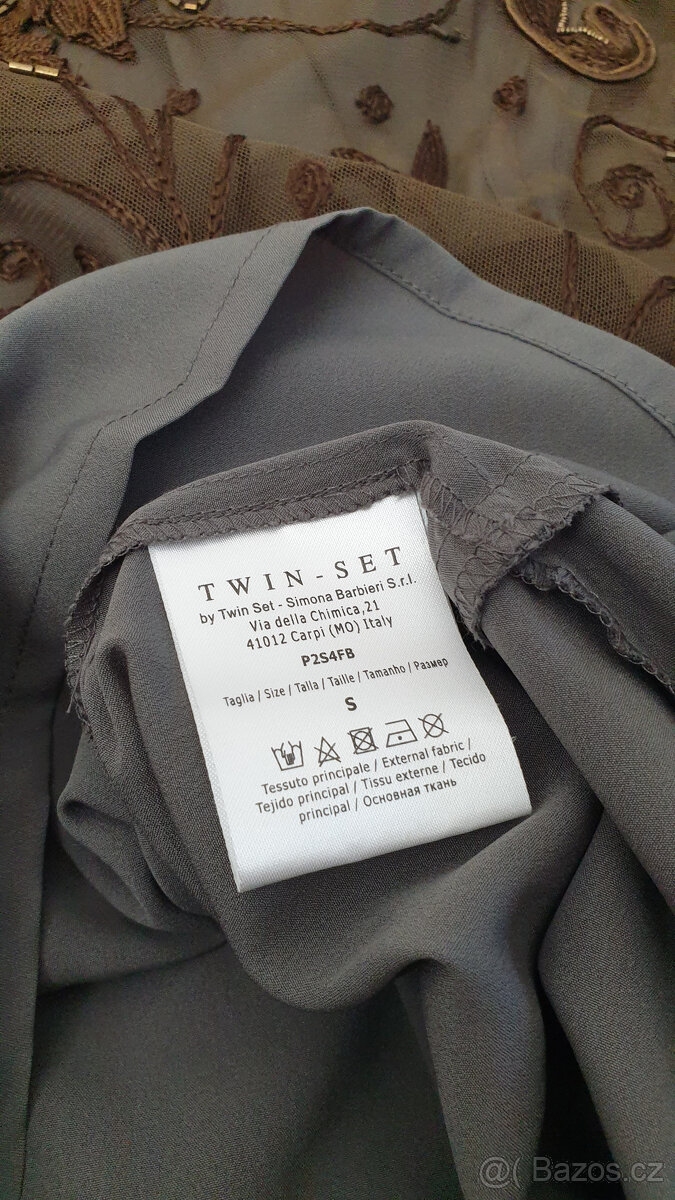 TWIN-SET
by Twin Set - Simona Barbieri S.r.l.
Via della Chimica,21
41012 Carpi (MO) Italy
P2S4FB
Taglia / Size / Talla / Taille / Tamanho / Размер
S
Tessuto principale / External fabric /
Tejido principal / Tissu externe / Tecido
principal / Основная ткань
@( Bazos.cz